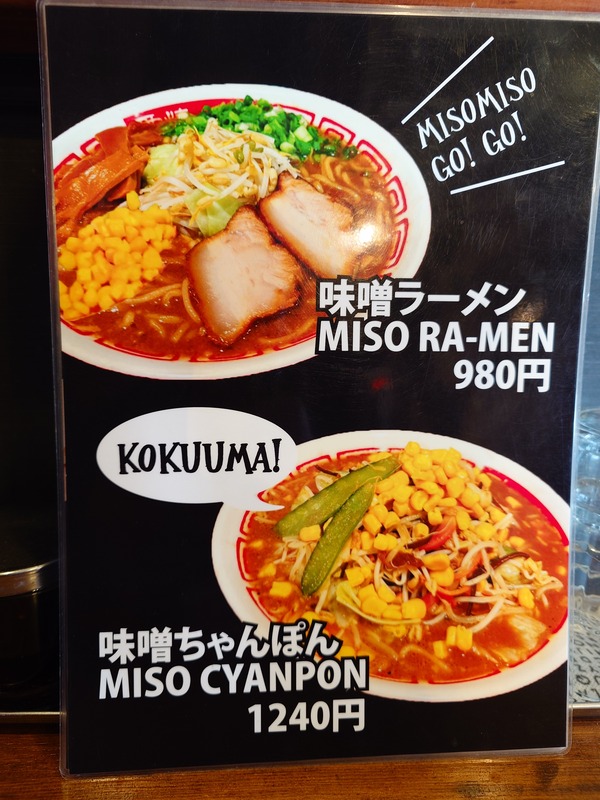 MISOMISO
GO! GO!
味噌ラーメン
MISO RA-MEN
980円
KOKUUMA!
味噌ちゃんぽん
MISO CYANPON
1240円